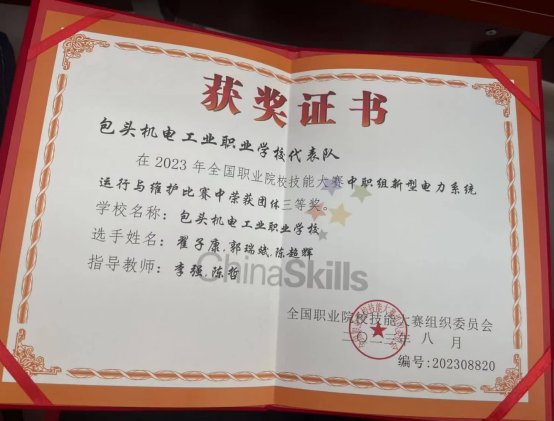 获奖证书
包头机电工业职业学校代表队
在2023年全国职业院校技能大赛中职组新型电力系统
运行与维护比赛中荣获团体三等奖。
学校名称：包头机电工业职业学校
选手姓名：翟子康,郭瑞斌,陈超辉
指导教师：李强,陈哲
ChinaSkills
全国职业院校技能大赛组织委员会
二〇二三年八月
编号:202308820